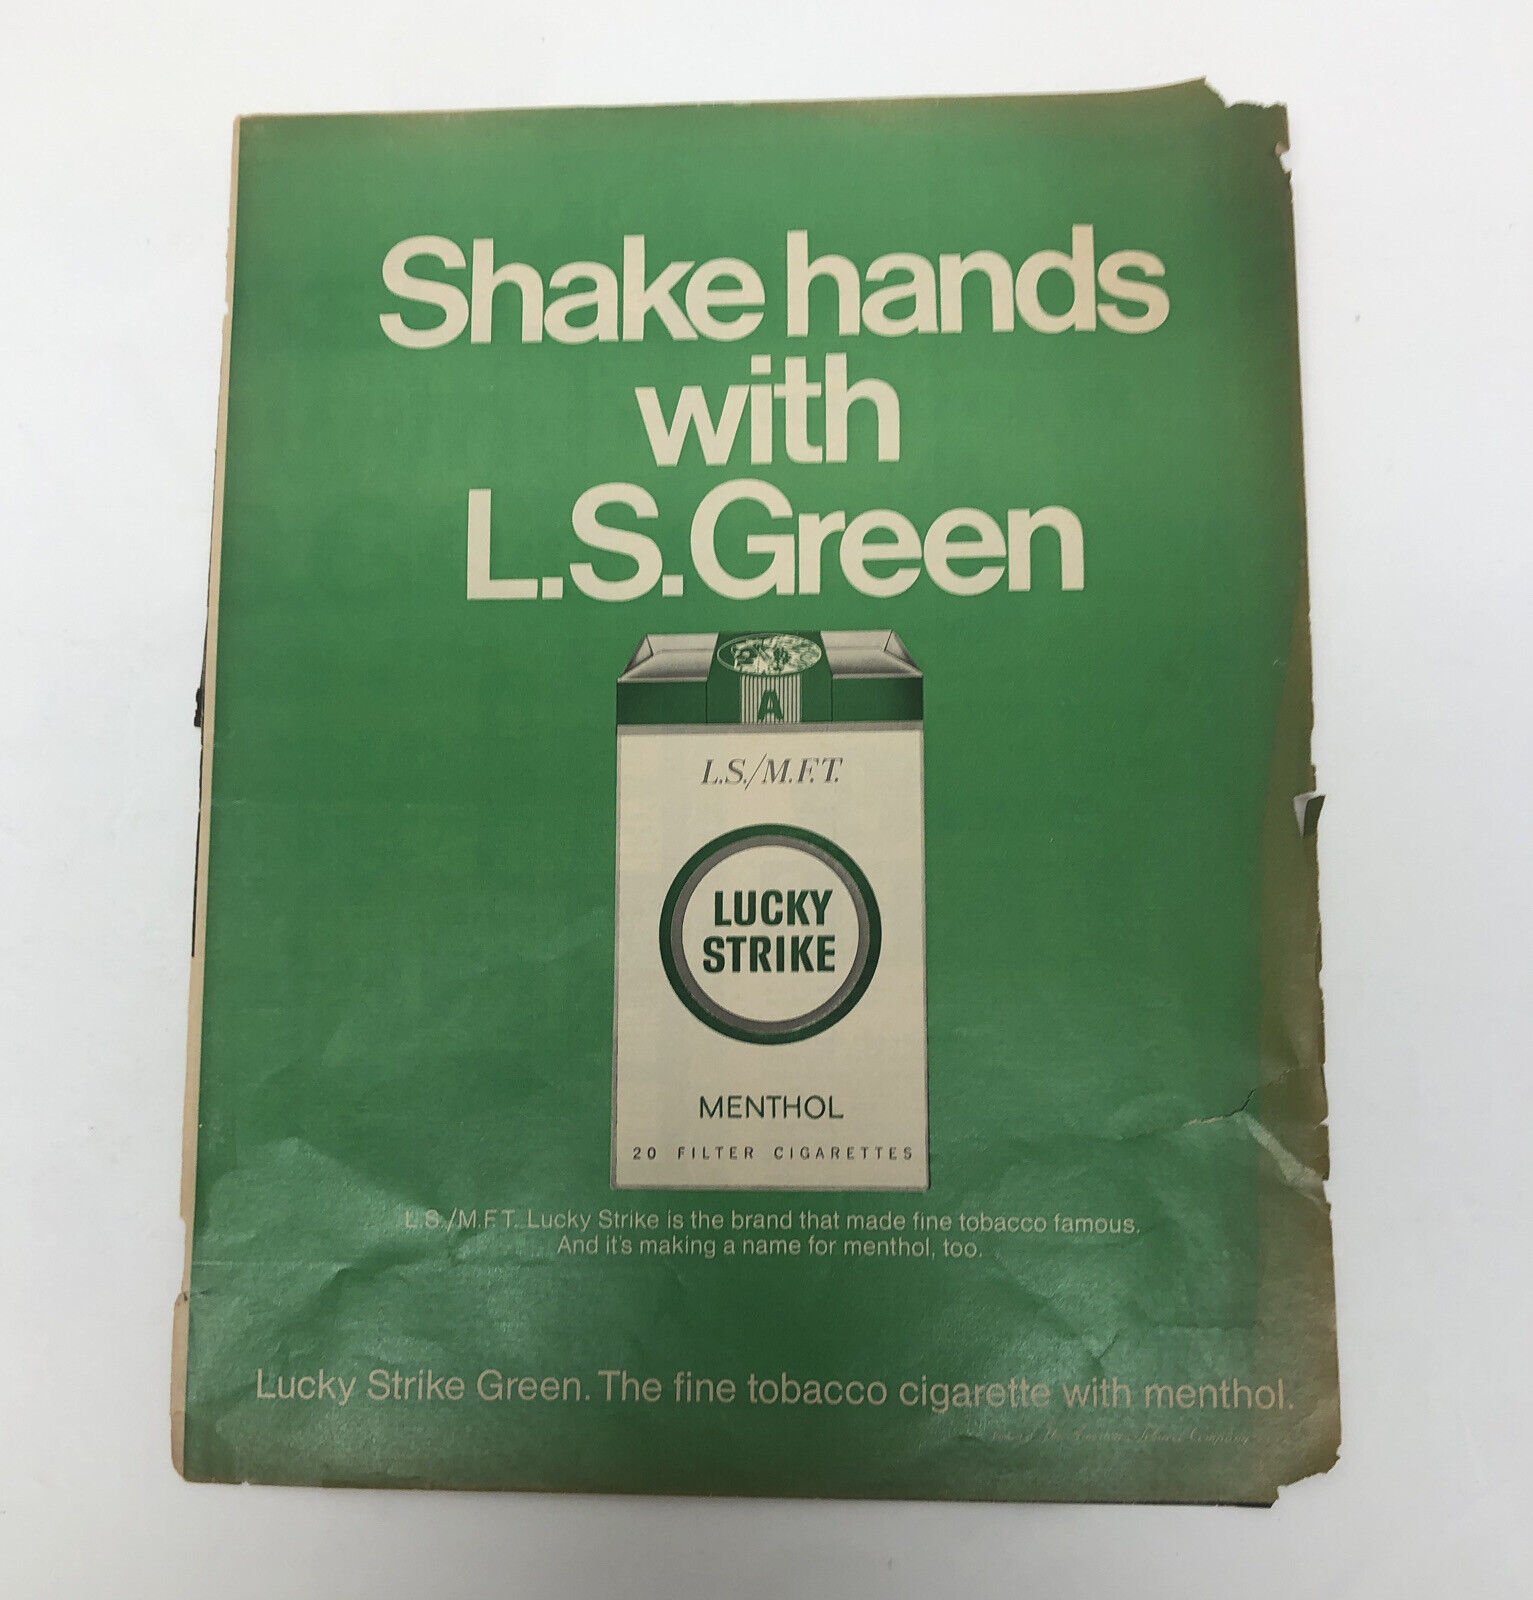 Shake hands
with
L.S.Green
A
L.S./M.F.T.
LUCKY
STRIKE
MENTHOL
20 FILTER CIGARETTES
L.S./M.F.T. Lucky Strike is the brand that made fine tobacco famous.
And it's making a name for menthol, too.
Lucky Strike Green. The fine tobacco cigarette with menthol.
Company